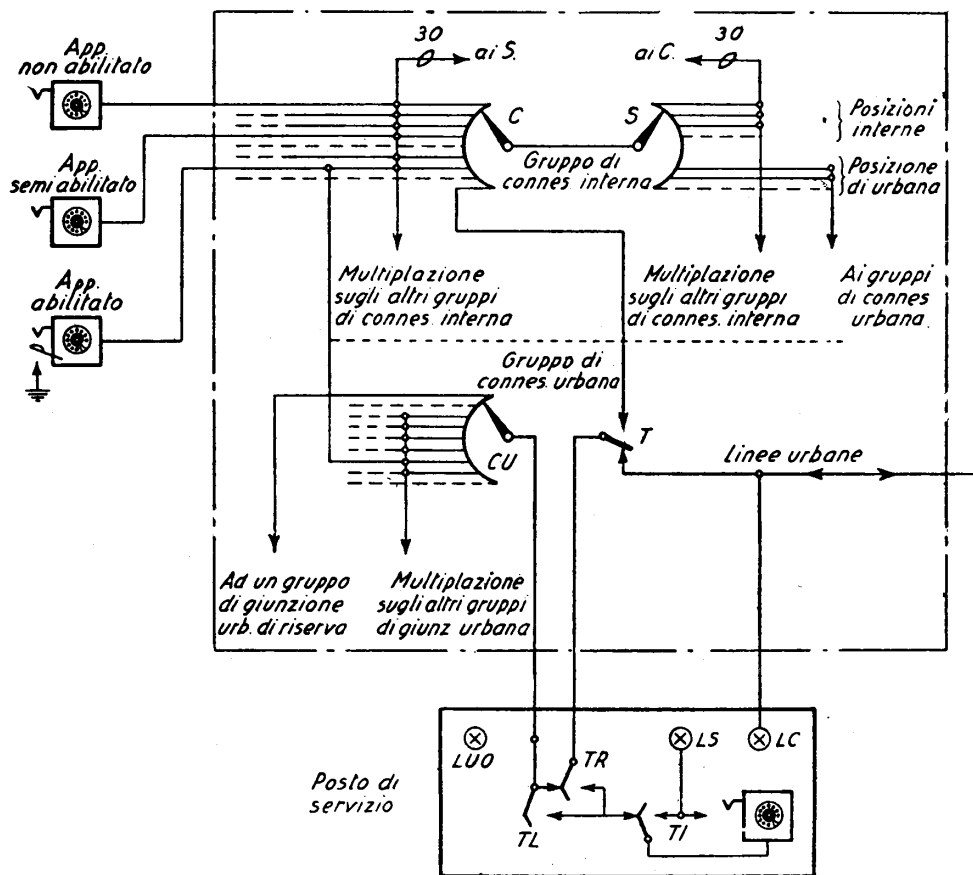 App.
non abilitato
App.
semi abilitato
App.
abilitato
p
30
ai S.
30
ai C.
C
S
Gruppo di
connes. interna
Posizioni
interne
Posizione
di urbana
Multiplazione
sugli altri gruppi
di connes. interna
Multiplazione
sugli altri gruppi
di connes. interna
Ai gruppi
di connes
urbana
Gruppo di
connes. urbana
CU
T
Linee urbane
Ad un gruppo
di giunzione
urb. di riserva
Multiplazione
sugli altri gruppi
di giunz urbana
Posto di
servizio
LUO
TR
LS
LC
TL
TI